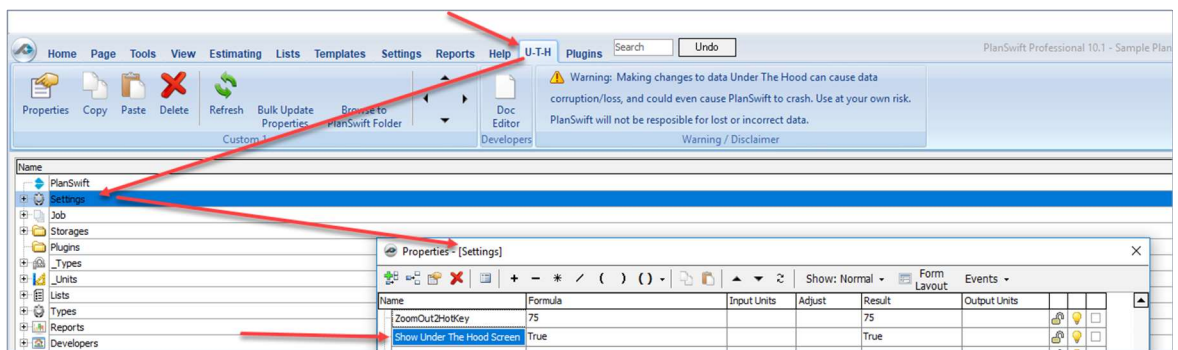 Home Page Tools View Estimating Lists Templates Settings Reports Help U-T-H Plugins Search Undo PlanSwift Professional 10.1 - Sample Plan
Properties Copy Paste Delete Refresh Bulk Update Properties Browse to PlanSwift Folder
Custom 1
Doc Editor
Developers
Warning: Making changes to data Under The Hood can cause data
corruption/loss, and could even cause PlanSwift to crash. Use at your own risk.
PlanSwift will not be resposible for lost or incorrect data.
Warning / Disclaimer
Name
PlanSwift
Settings
Job
Storages
Plugins
_Types
_Units
Lists
Types
Reports
Developers
Properties - [Settings]
+ - * / ( ) ( ) Show: Normal Form Layout Events
Name Formula Input Units Adjust Result Output Units
ZoomOut2HotKey 75 75
Show Under The Hood Screen True True